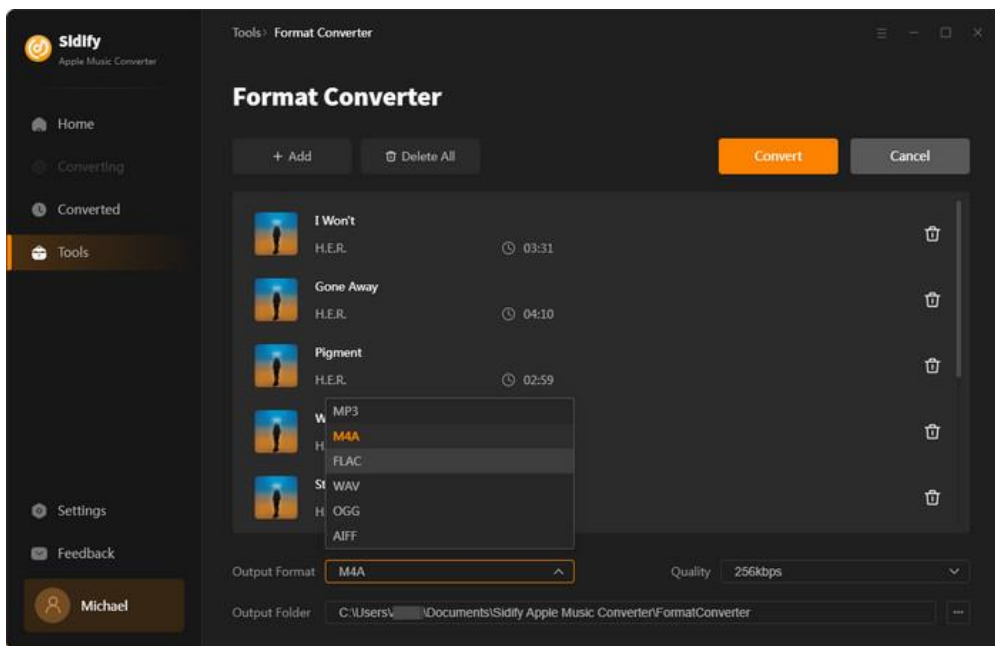 Sidify
Apple Music Converter
Home
Converting
Converted
Tools
Settings
Feedback
Michael
Tools› Format Converter
Format Converter
+ Add
Delete All
Convert
Cancel
I Won't
H.E.R.
03:31
Gone Away
H.E.R.
04:10
Pigment
H.E.R.
02:59
W
H
St
H
MP3
M4A
FLAC
WAV
OGG
AIFF
Output Format M4A
Quality 256kbps
Output Folder C:\Users\ \Documents\Sidify Apple Music Converter\FormatConverter